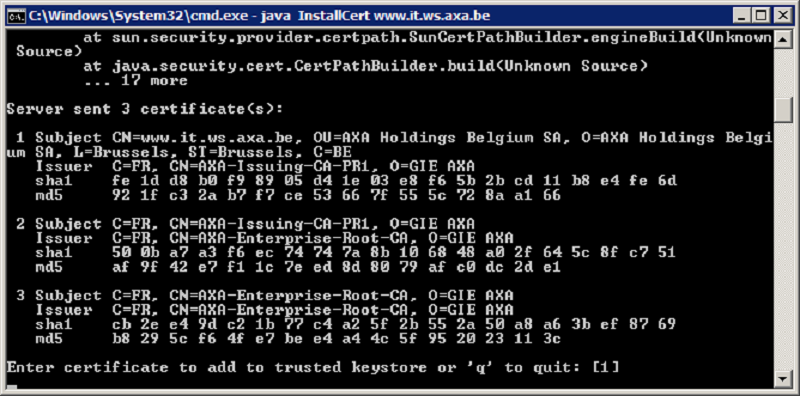 C:\Windows\System32\cmd.exe - java InstallCert www.it.ws.axa.be
at sun.security.provider.certpath.SunCertPathBuilder.engineBuild(Unknown
Source)
at java.security.cert.CertPathBuilder.build(Unknown Source)
... 17 more
Server sent 3 certificate(s):
1 Subject CN=www.it.ws.axa.be, OU=AXA Holdings Belgium SA, O=AXA Holdings Belgi
um SA, L=Brussels, ST=Brussels, C=BE
Issuer C=FR, CN=AXA-Issuing-CA-PR1, O=GIE AXA
sha1 fe 1d d8 b0 f9 89 05 d4 1e 03 e8 f6 5b 2b cd 11 b8 e4 fe 6d
md5 92 1f c3 2a b7 f7 ce 53 66 7f 55 5c 72 8a a1 66
2 Subject C=FR, CN=AXA-Issuing-CA-PR1, O=GIE AXA
Issuer C=FR, CN=AXA-Enterprise-Root-CA, O=GIE AXA
sha1 50 0b a7 a3 f6 ec 74 74 7a 8b 10 68 48 a0 2f 64 5c 8f c7 51
md5 af 9f 42 e7 f1 1c 7e ed 8d 80 79 af c0 dc 2d e1
3 Subject C=FR, CN=AXA-Enterprise-Root-CA, O=GIE AXA
Issuer C=FR, CN=AXA-Enterprise-Root-CA, O=GIE AXA
sha1 cb 2e e4 9d c2 1b 77 c4 a2 5f 2b 55 2a 50 a8 a6 3b ef 87 69
md5 b8 29 5c f6 4f e7 be e4 a4 4c 5f 95 20 23 11 3c
Enter certificate to add to trusted keystore or 'q' to quit: [1]